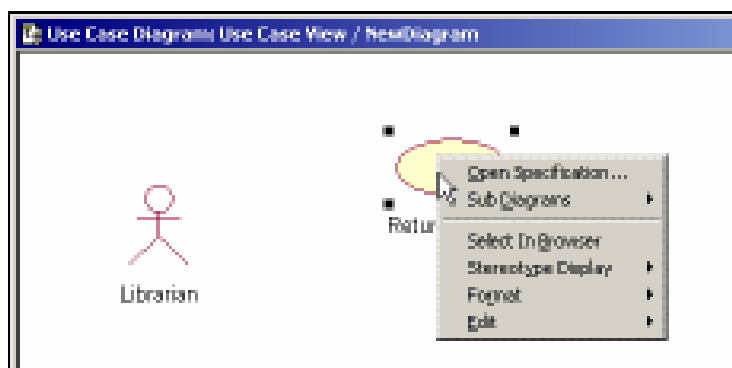 Use Case Diagram: Use Case View / NewDiagram
Open Specification...
Sub Diagrams
Retur
Select In Browser
Stereotype Display
Format
Edit
Librarian